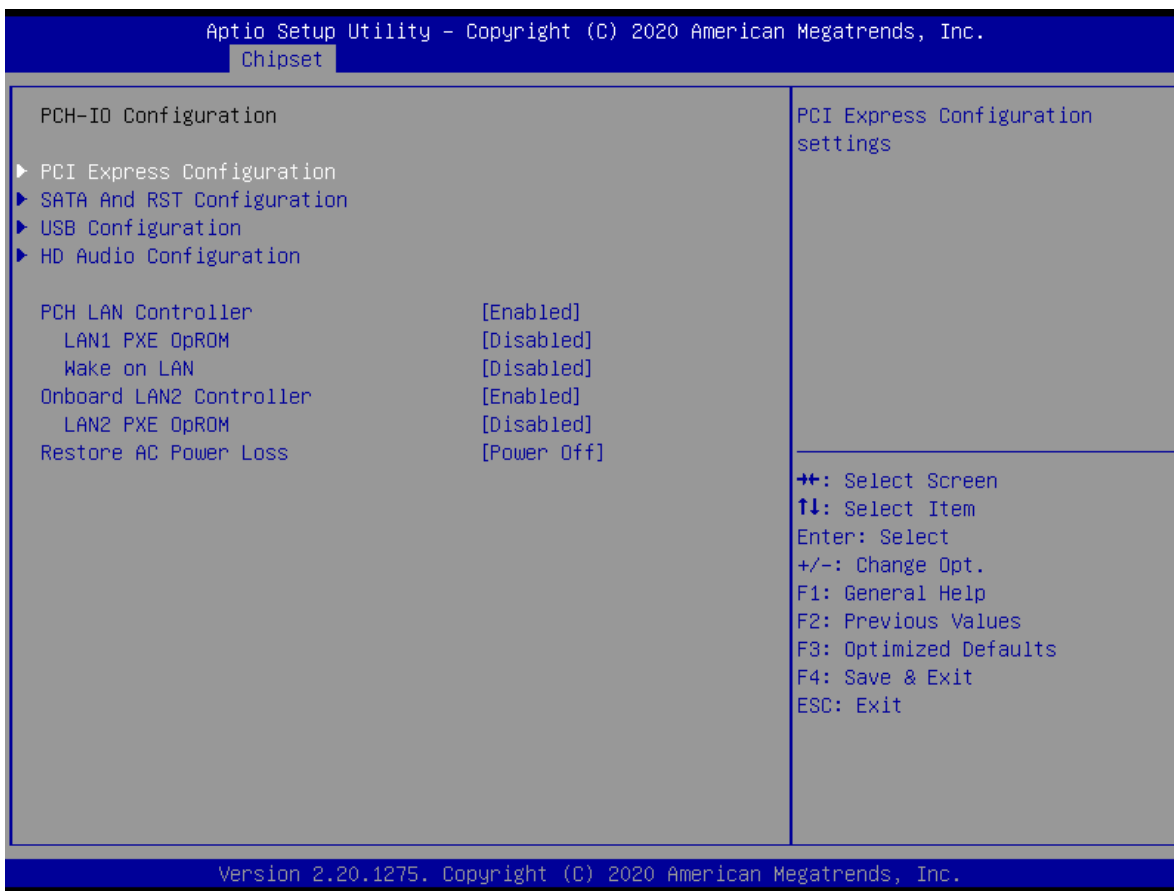 Aptio Setup Utility – Copyright (C) 2020 American Megatrends, Inc.
Chipset
PCH-IO Configuration
▶ PCI Express Configuration
▶ SATA And RST Configuration
▶ USB Configuration
▶ HD Audio Configuration
PCH LAN Controller [Enabled]
LAN1 PXE OpROM [Disabled]
Wake on LAN [Disabled]
Onboard LAN2 Controller [Enabled]
LAN2 PXE OpROM [Disabled]
Restore AC Power Loss [Power Off]
PCI Express Configuration
settings
→←: Select Screen
↑↓: Select Item
Enter: Select
+/-: Change Opt.
F1: General Help
F2: Previous Values
F3: Optimized Defaults
F4: Save & Exit
ESC: Exit
Version 2.20.1275. Copyright (C) 2020 American Megatrends, Inc.